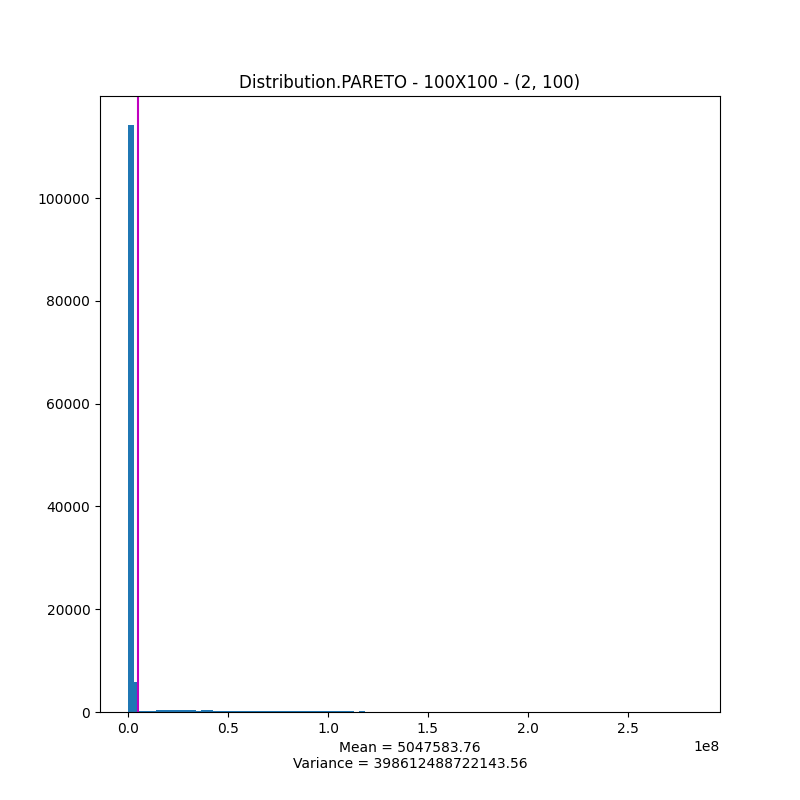 Distribution.PARETO - 100X100 - (2, 100)
100000
80000
60000
40000
20000
0
0.0 0.5 1.0 1.5 2.0 2.5
1e8
Mean = 5047583.76
Variance = 398612488722143.56